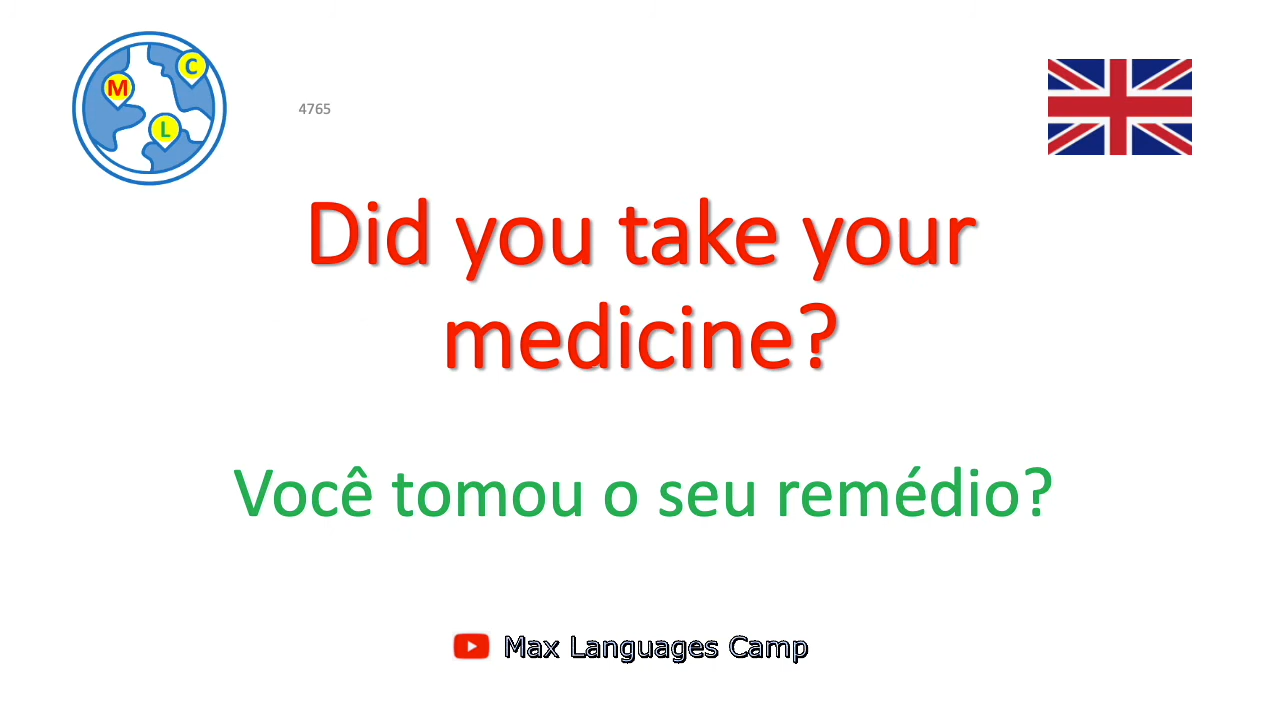 M
C
L
4765
Did you take your
medicine?
Você tomou o seu remédio?
Max Languages Camp